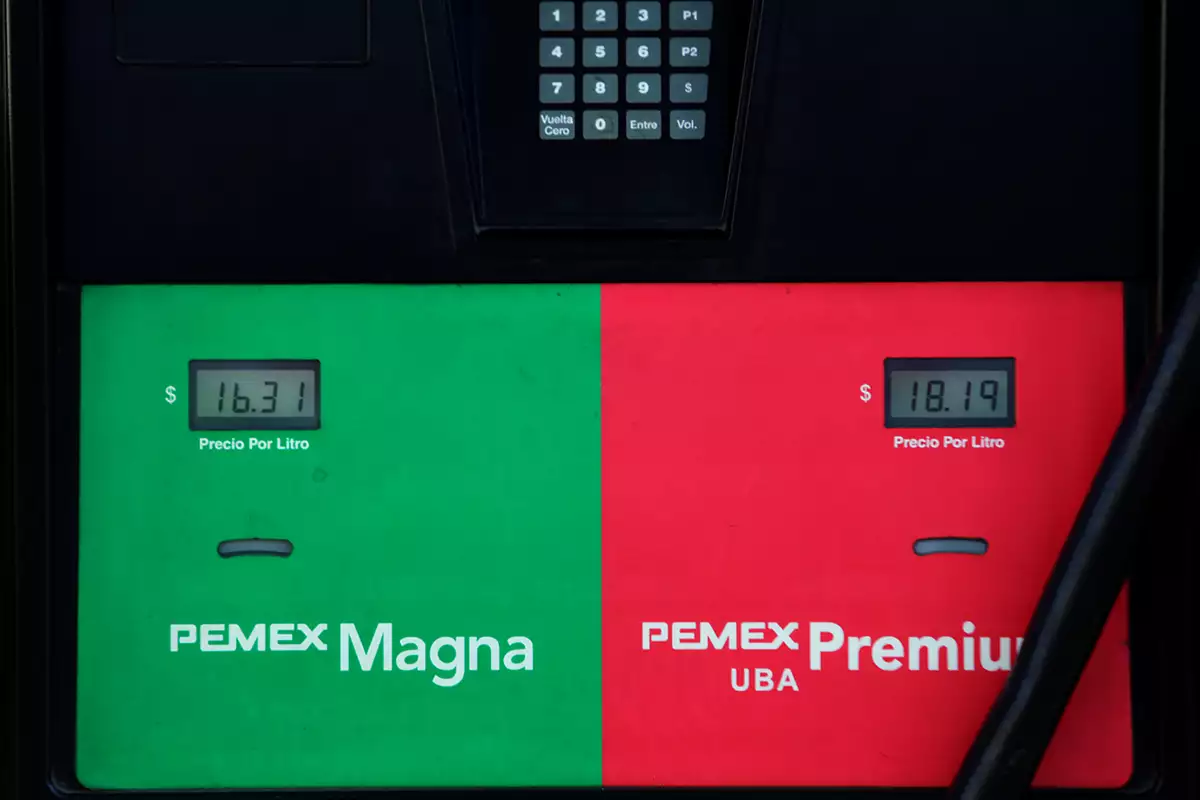 1 2 3 P1
4 5 6 P2
7 8 9 $
Vuelta Cero 0 Entre Vol.
$ 16.31
Precio Por Litro
$ 18.19
Precio Por Litro
PEMEX Magna
PEMEX Premiu
UBA